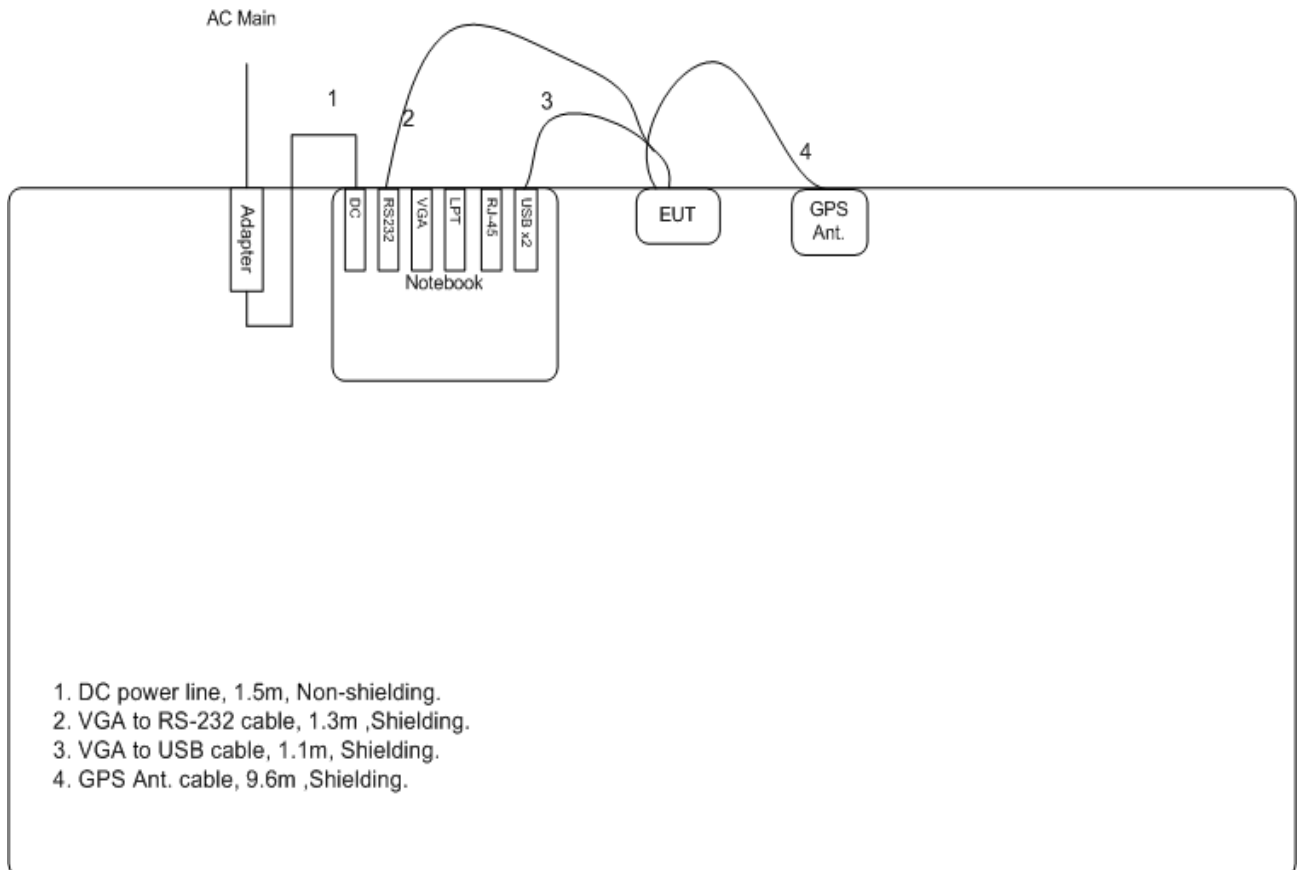 AC Main
1
2
3
4
Adapter
DC
RS232
VGA
LPT
RJ-45
USB x2
Notebook
EUT
GPS
Ant.
1. DC power line, 1.5m, Non-shielding.
2. VGA to RS-232 cable, 1.3m ,Shielding.
3. VGA to USB cable, 1.1m, Shielding.
4. GPS Ant. cable, 9.6m ,Shielding.